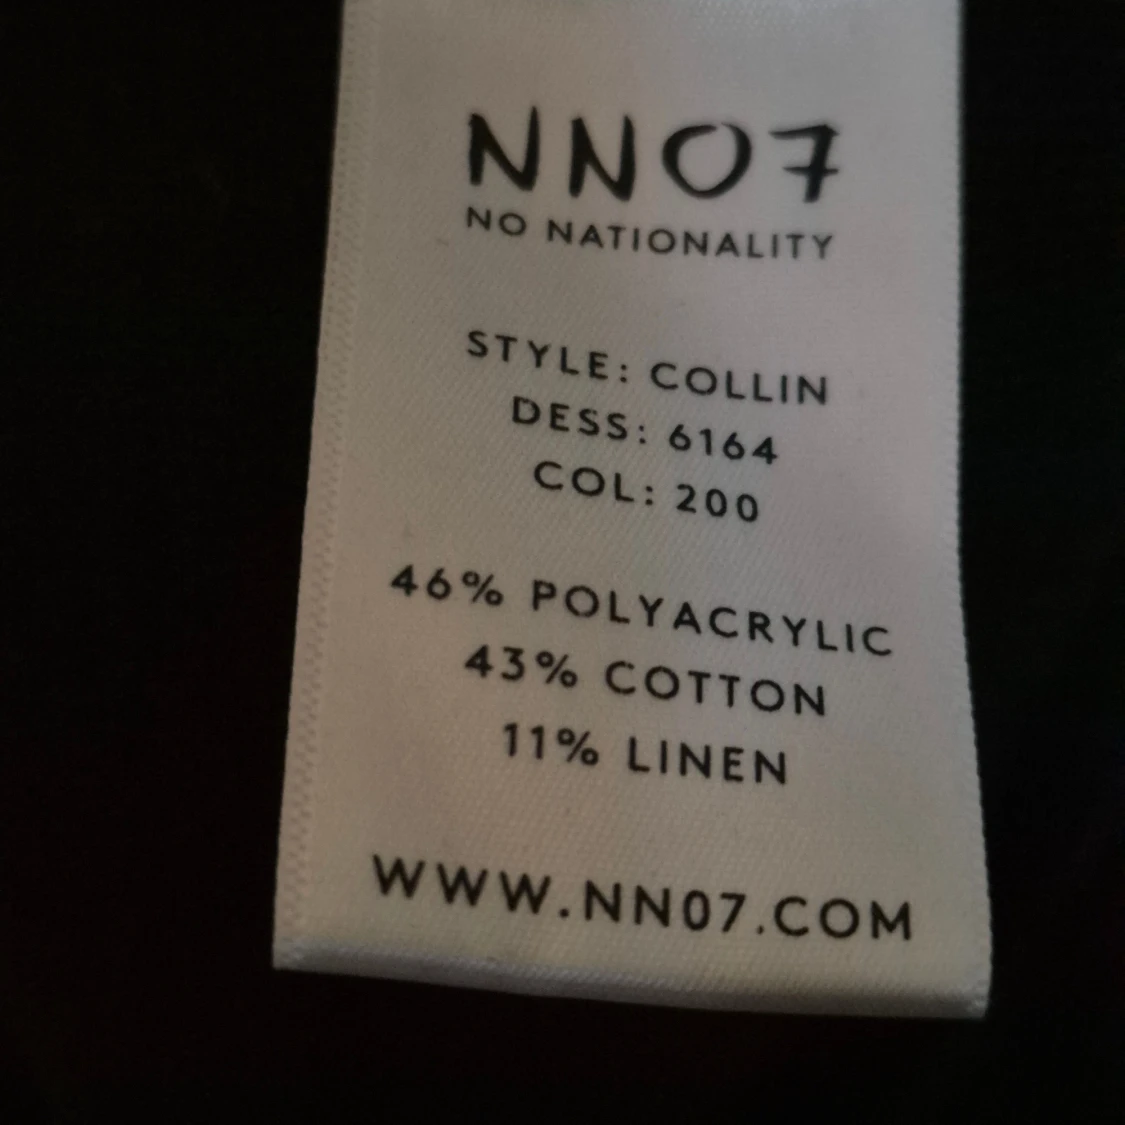 NN07
NO NATIONALITY
STYLE: COLLIN
DESS: 6164
COL: 200
46% POLYACRYLIC
43% COTTON
11% LINEN
WWW.NN07.COM